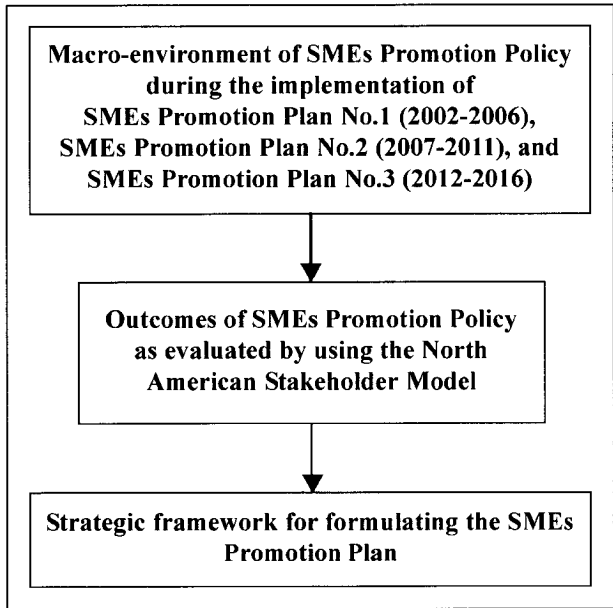 Macro-environment of SMEs Promotion Policy
during the implementation of
SMEs Promotion Plan No.1 (2002-2006),
SMEs Promotion Plan No.2 (2007-2011), and
SMEs Promotion Plan No.3 (2012-2016)
Outcomes of SMEs Promotion Policy
as evaluated by using the North
American Stakeholder Model
Strategic framework for formulating the SMEs
Promotion Plan